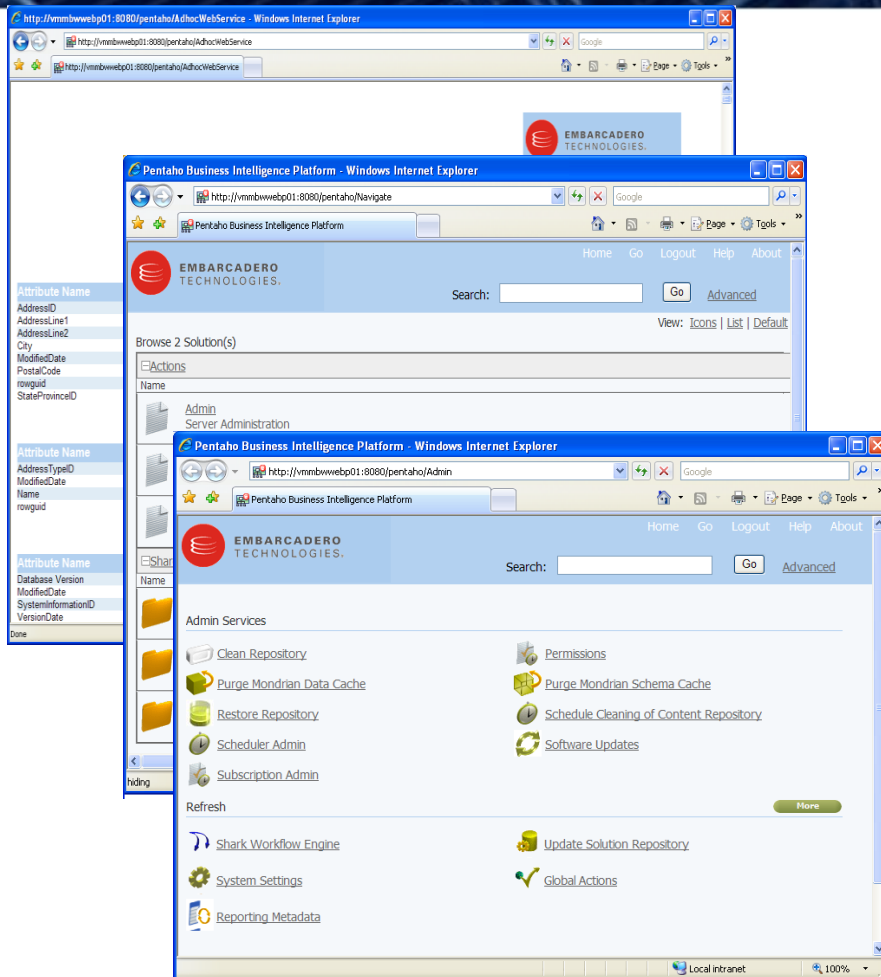 http://vmmbwwebp01:8080/pentaho/AdhocWebService - Windows Internet Explorer
http://vmmbwwebp01:8080/pentaho/AdhocWebService
Google
http://vmmbwwebp01:8080/pentaho/AdhocWebService
Page Tools »
EMBARCADERO
TECHNOLOGIES.
Attribute Name
AddressID
AddressLine1
AddressLine2
City
ModifiedDate
PostalCode
rowguid
StateProvinceID
Attribute Name
AddressTypeID
ModifiedDate
Name
rowguid
Attribute Name
Database Version
ModifiedDate
SystemInformationID
VersionDate
Done
Pentaho Business Intelligence Platform - Windows Internet Explorer
http://vmmbwwebp01:8080/pentaho/Navigate
Google
Pentaho Business Intelligence Platform
Page Tools »
Home Go Logout Help About
EMBARCADERO
TECHNOLOGIES.
Search: Go Advanced
View: Icons | List | Default
Browse 2 Solution(s)
Actions
Name
Admin
Server Administration
Shar
Name
hiding
Pentaho Business Intelligence Platform - Windows Internet Explorer
http://vmmbwwebp01:8080/pentaho/Admin
Google
Pentaho Business Intelligence Platform
Page Tools »
Home Go Logout Help About
EMBARCADERO
TECHNOLOGIES.
Search: Go Advanced
Admin Services
Clean Repository Permissions
Purge Mondrian Data Cache Purge Mondrian Schema Cache
Restore Repository Schedule Cleaning of Content Repository
Scheduler Admin Software Updates
Subscription Admin
Refresh More
Shark Workflow Engine Update Solution Repository
System Settings Global Actions
Reporting Metadata
Local intranet 100%